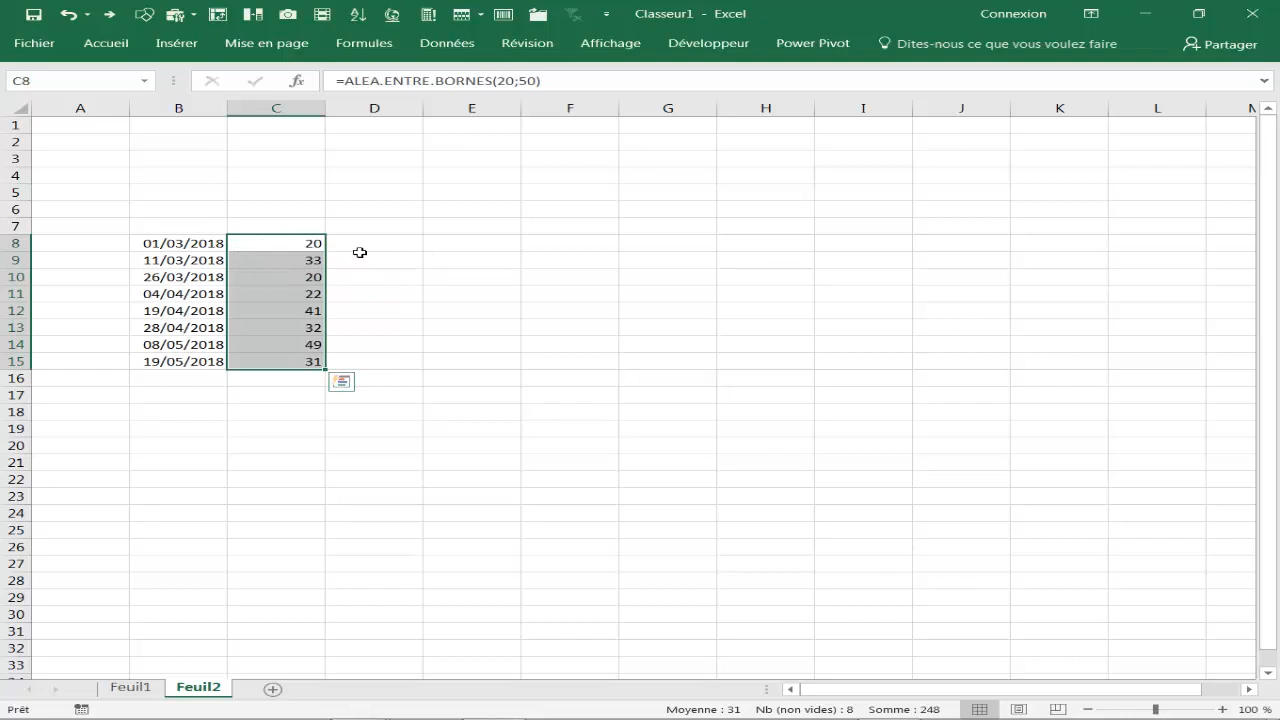 Classeur1 - Excel
Connexion
Fichier Accueil Insérer Mise en page Formules Données Révision Affichage Développeur Power Pivot Dites-nous ce que vous voulez faire Partager
C8 fx =ALEA.ENTRE.BORNES(20;50)
A B C D E F G H I J K L M
1
2
3
4
5
6
7
8 01/03/2018 20
9 11/03/2018 33
10 26/03/2018 20
11 04/04/2018 22
12 19/04/2018 41
13 28/04/2018 32
14 08/05/2018 49
15 19/05/2018 31
16
17
18
19
20
21
22
23
24
25
26
27
28
29
30
31
32
33
Feuil1 Feuil2
Prêt Moyenne : 31 Nb (non vides) : 8 Somme : 248 100 %